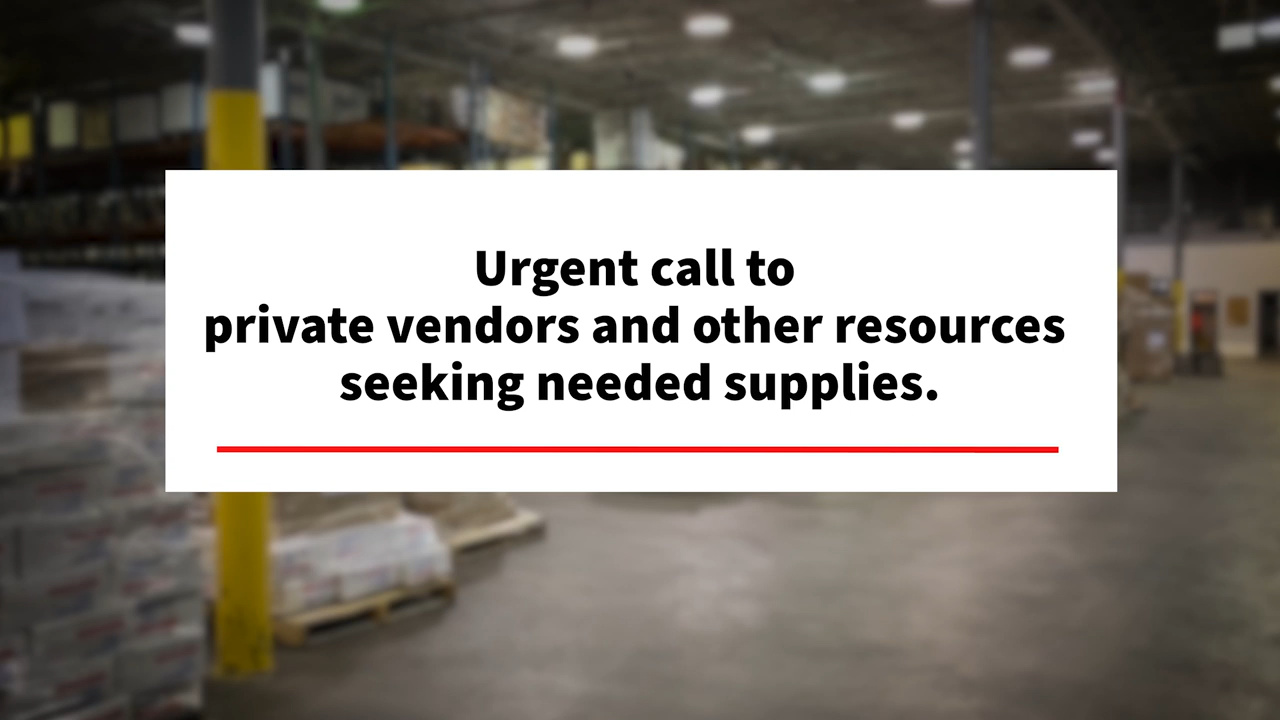 Urgent call to
private vendors and other resources
seeking needed supplies.